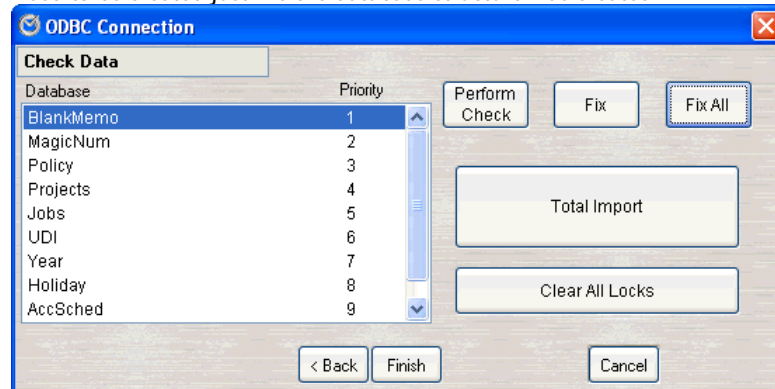 ODBC Connection
Check Data
Database Priority
BlankMemo 1
MagicNum 2
Policy 3
Projects 4
Jobs 5
UDI 6
Year 7
Holiday 8
AccSched 9
Perform Check
Fix
Fix All
Total Import
Clear All Locks
< Back
Finish
Cancel